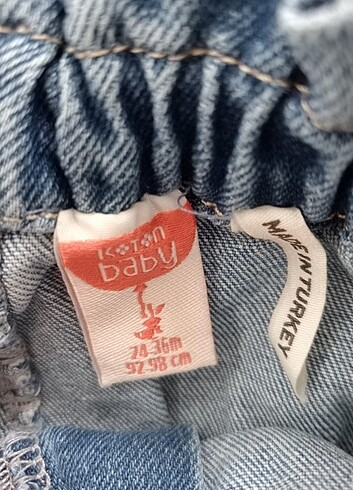 KOTON
baby
24-36m
92.98 cm
MADE IN TURKEY